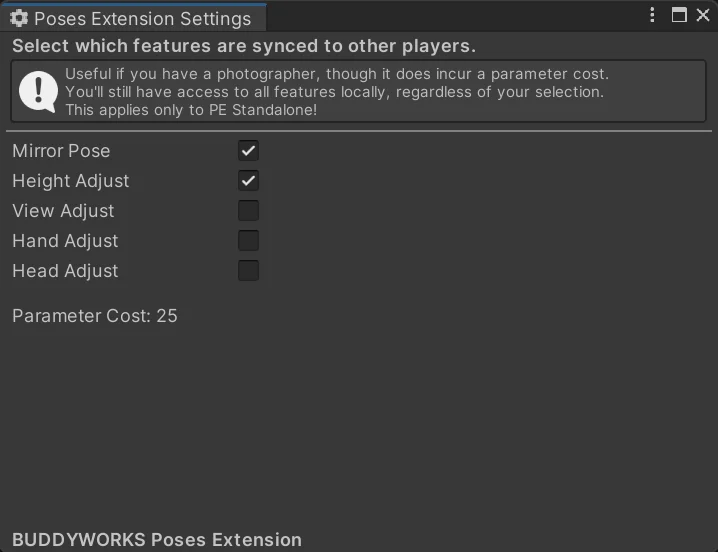 Poses Extension Settings
Select which features are synced to other players.
Useful if you have a photographer, though it does incur a parameter cost.
You'll still have access to all features locally, regardless of your selection.
This applies only to PE Standalone!
Mirror Pose
Height Adjust
View Adjust
Hand Adjust
Head Adjust
Parameter Cost: 25
BUDDYWORKS Poses Extension